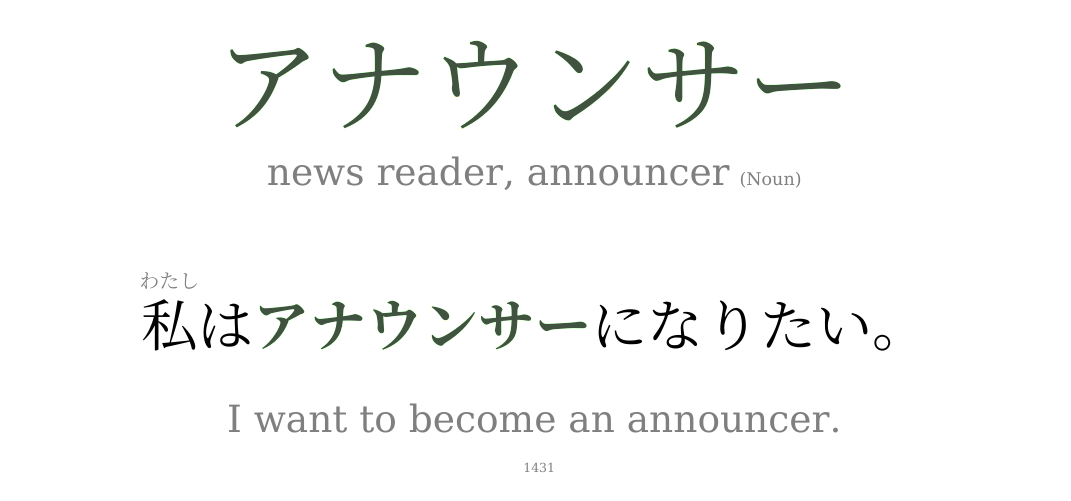 アナウンサー
news reader, announcer (Noun)
わたし
私はアナウンサーになりたい。
I want to become an announcer.
1431